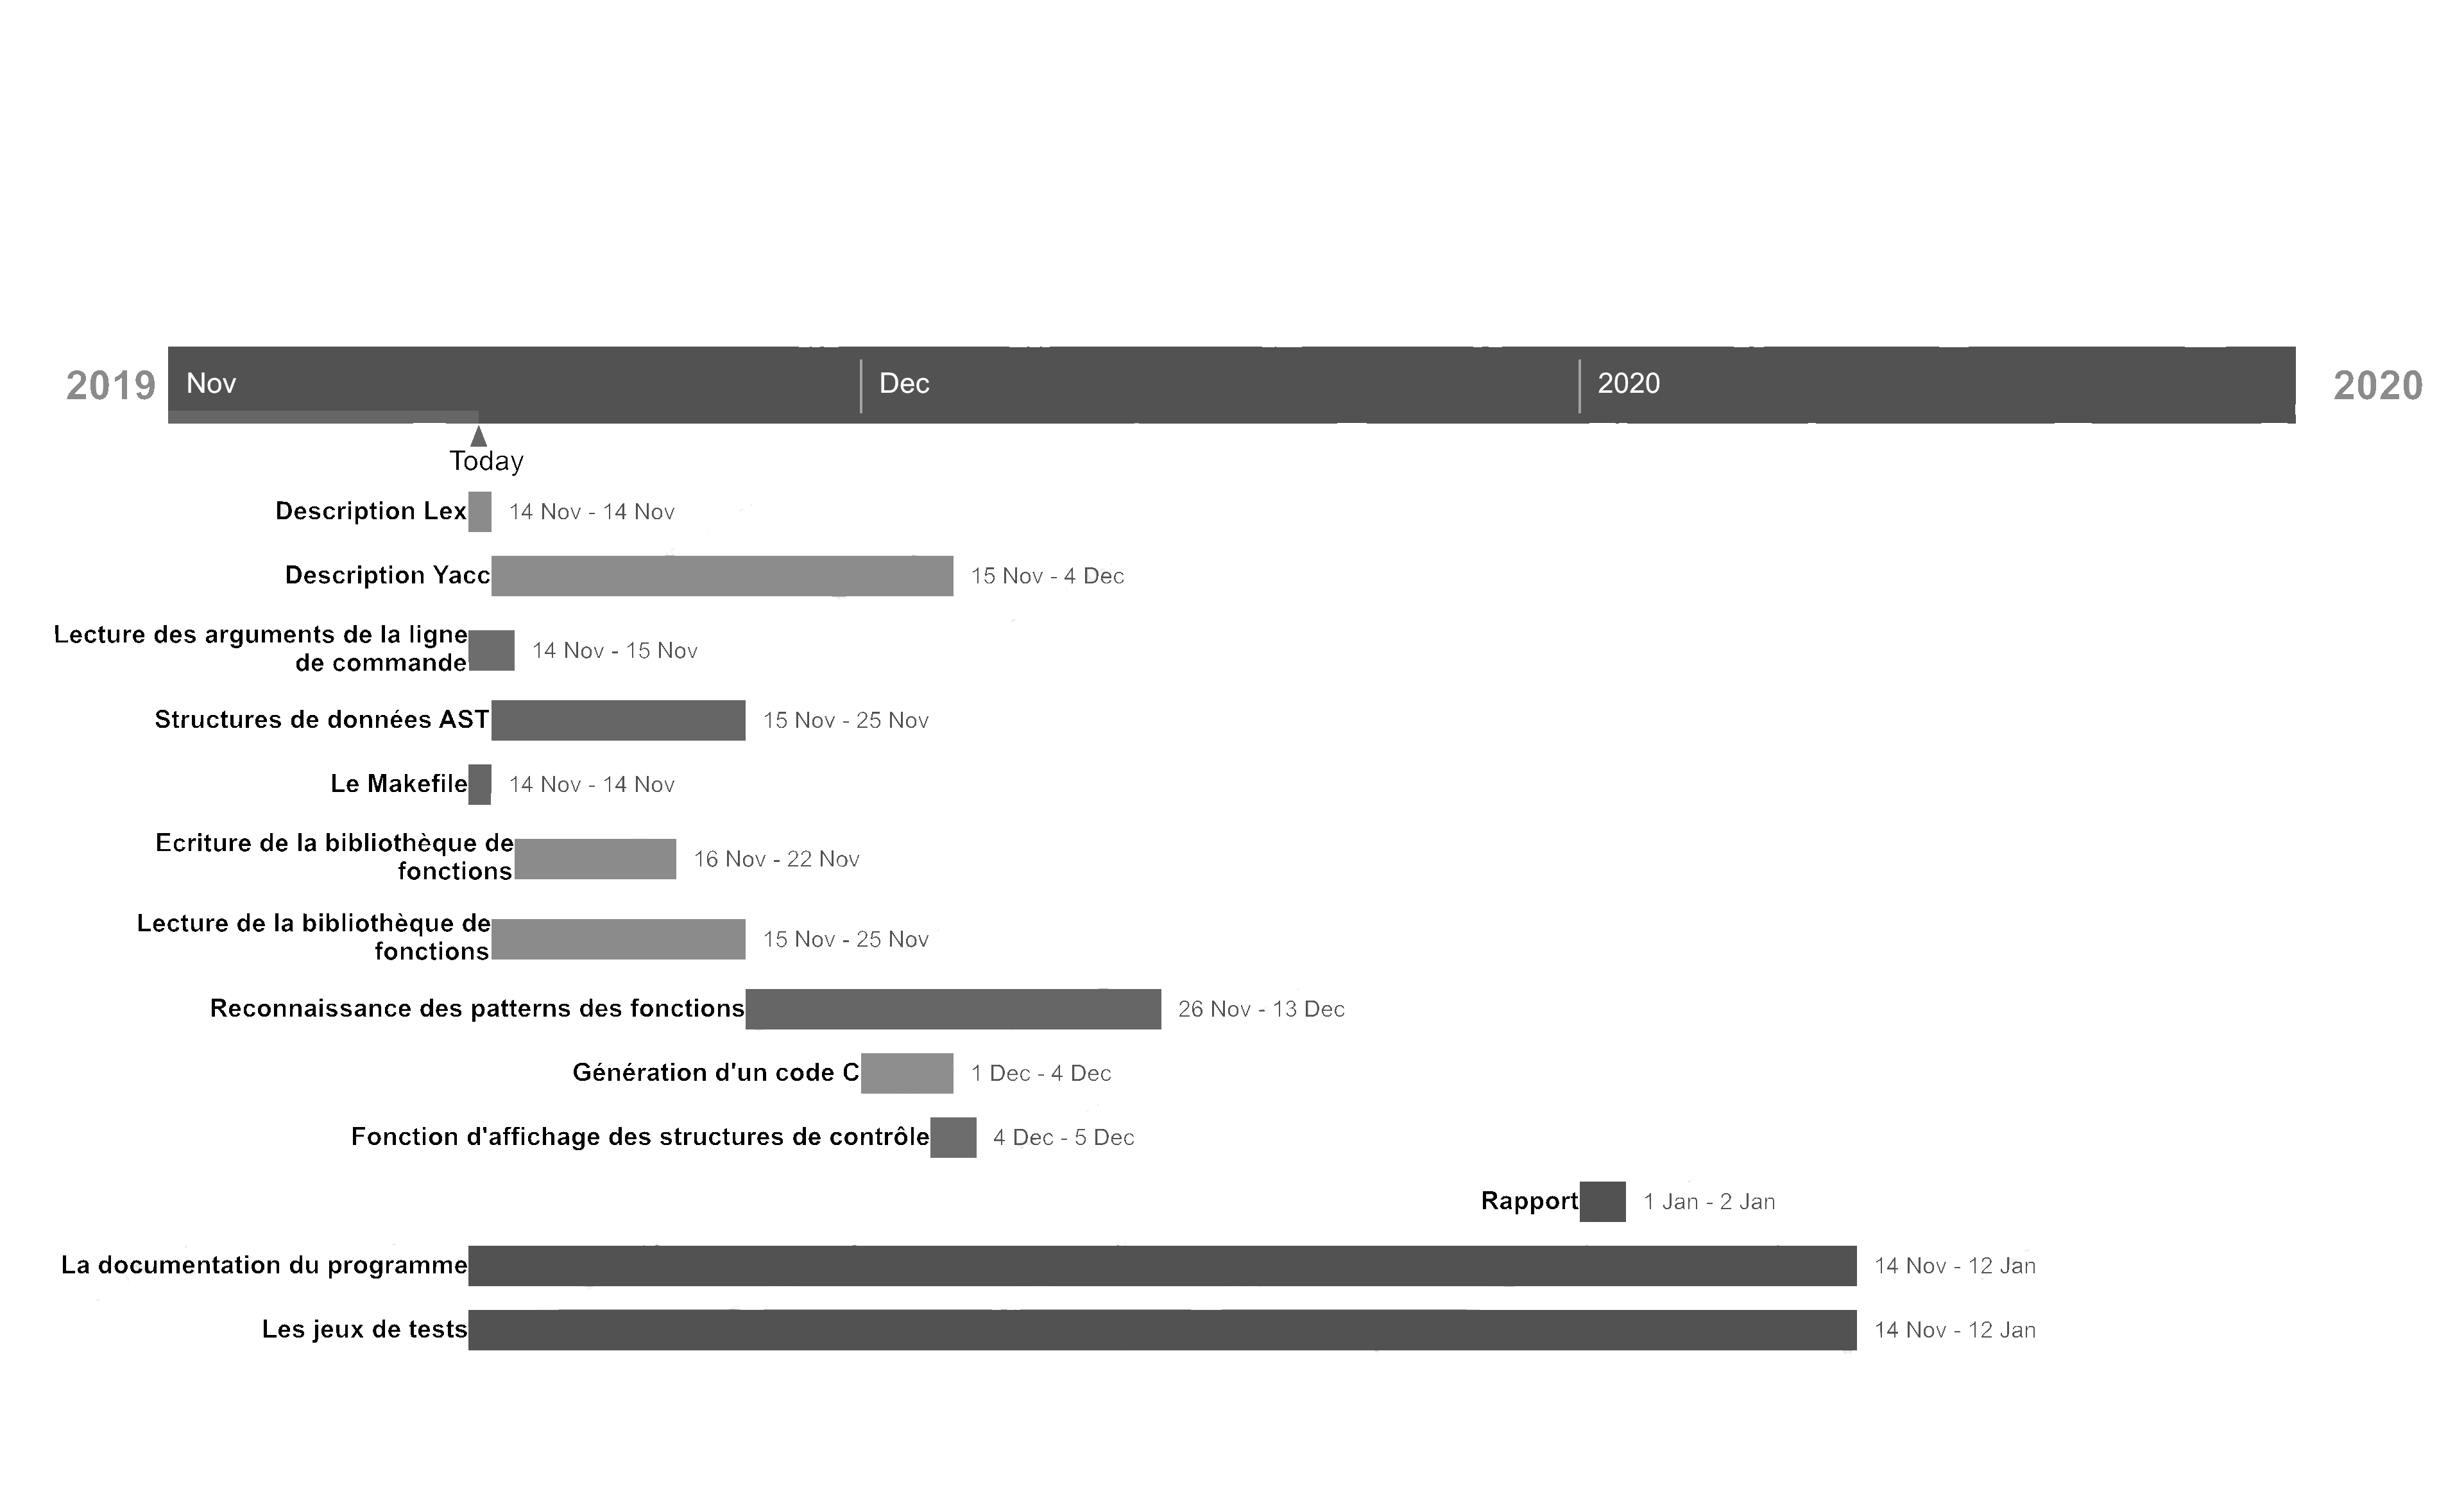 2019 Nov Dec 2020 2020
Today
Description Lex 14 Nov - 14 Nov
Description Yacc 15 Nov - 4 Dec
Lecture des arguments de la ligne
de commande 14 Nov - 15 Nov
Structures de données AST 15 Nov - 25 Nov
Le Makefile 14 Nov - 14 Nov
Ecriture de la bibliothèque de
fonctions 16 Nov - 22 Nov
Lecture de la bibliothèque de
fonctions 15 Nov - 25 Nov
Reconnaissance des patterns des fonctions 26 Nov - 13 Dec
Génération d'un code C 1 Dec - 4 Dec
Fonction d'affichage des structures de contrôle 4 Dec - 5 Dec
Rapport 1 Jan - 2 Jan
La documentation du programme 14 Nov - 12 Jan
Les jeux de tests 14 Nov - 12 Jan